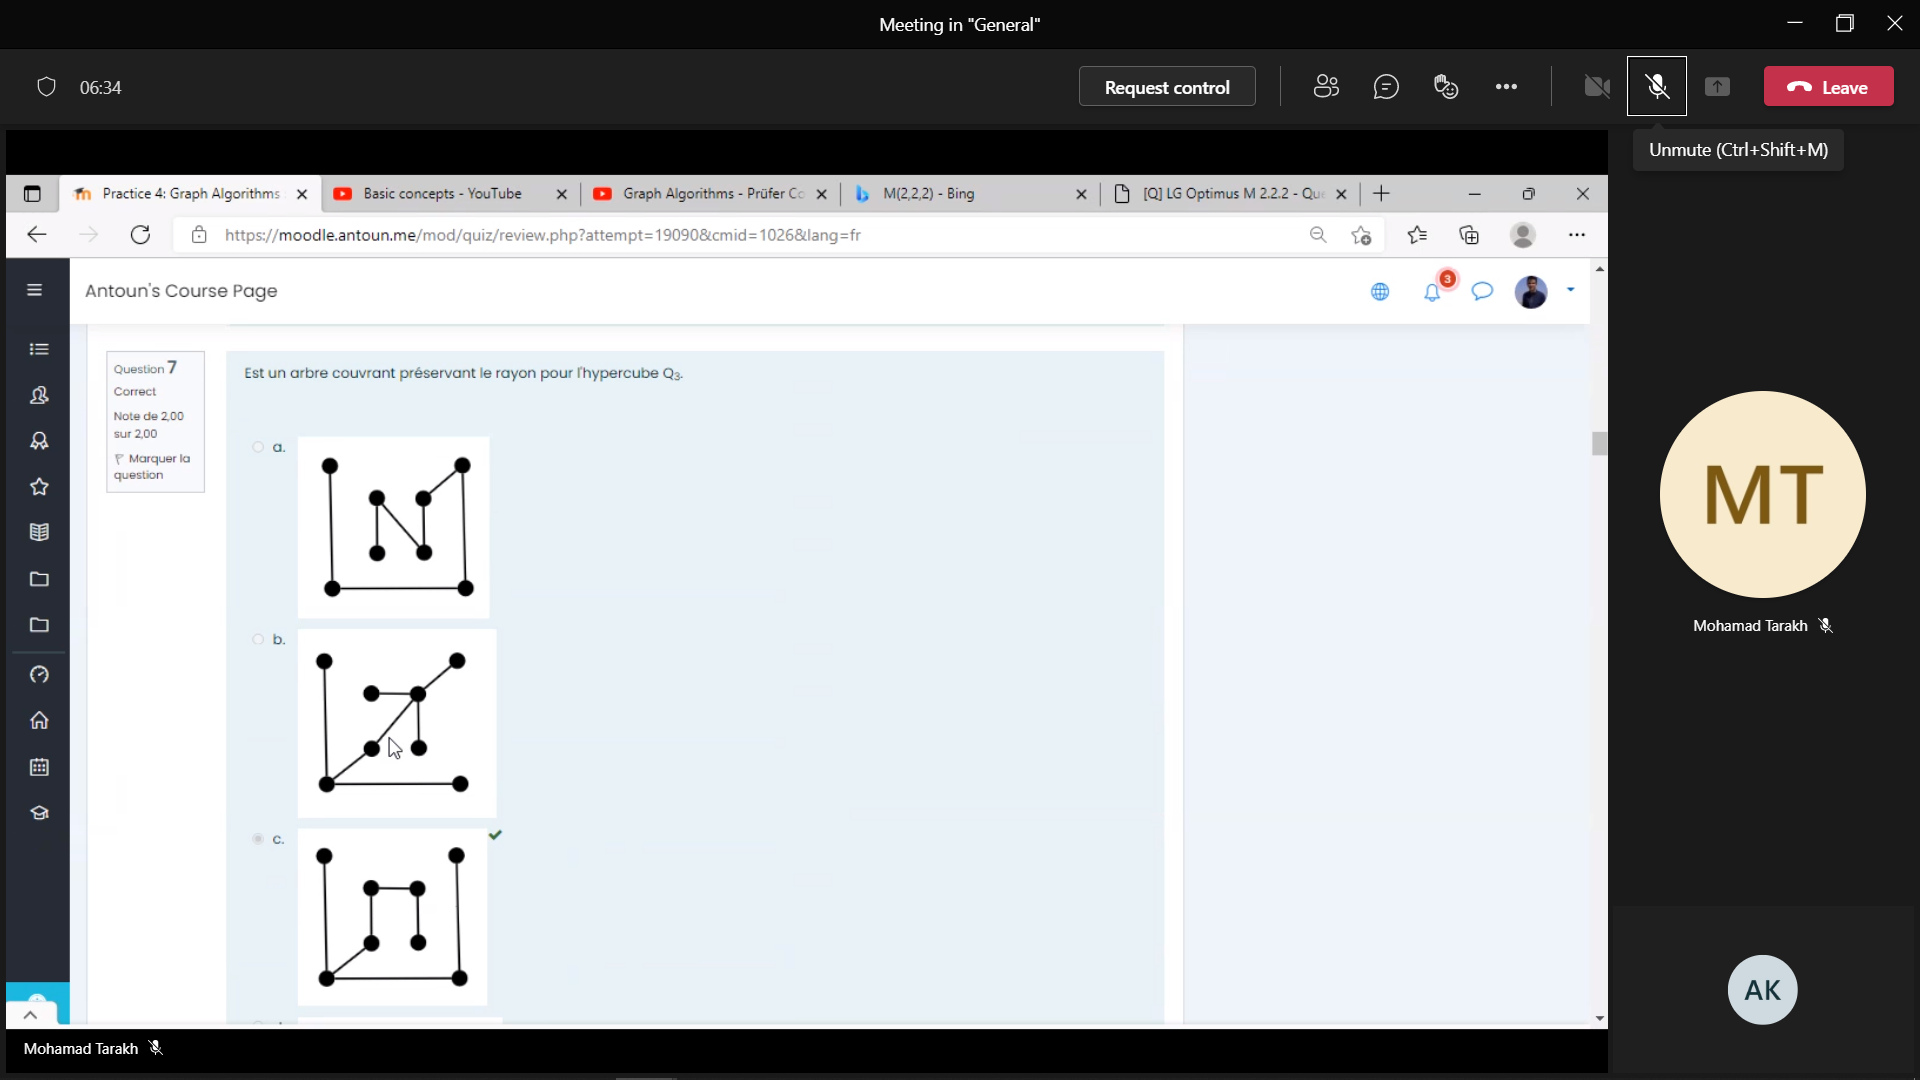 Meeting in "General"
06:34
Request control
Leave
Unmute (Ctrl+Shift+M)
Practice 4: Graph Algorithms
Basic concepts - YouTube
Graph Algorithms - Prüfer Co
M(2,2,2) - Bing
[Q] LG Optimus M 2.2.2 - Que
https://moodle.antoun.me/mod/quiz/review.php?attempt=19090&cmid=1026&lang=fr
Antoun's Course Page
3
Question 7
Correct
Note de 2,00
sur 2,00
Marquer la
question
Est un arbre couvrant préservant le rayon pour l'hypercube Q3.
a.
b.
c.
MT
Mohamad Tarakh
AK
Mohamad Tarakh